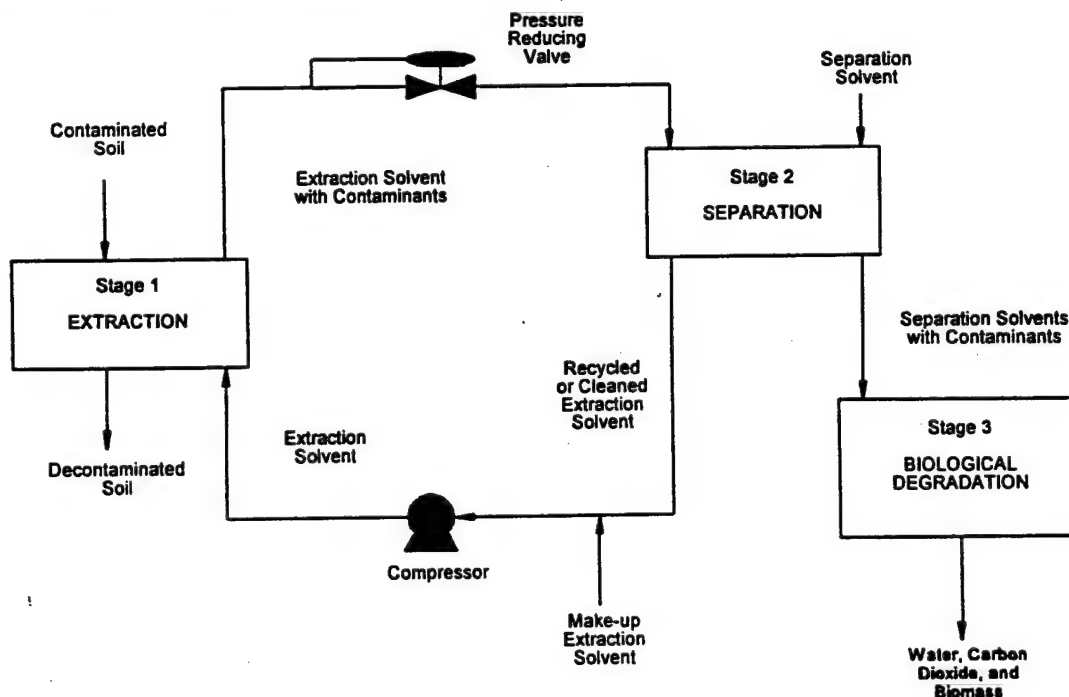 Pressure
Reducing
Valve
Separation
Solvent
Contaminated
Soil
Extraction Solvent
with Contaminants
Stage 2
SEPARATION
Stage 1
EXTRACTION
Separation Solvents
with Contaminants
Recycled
or Cleaned
Extraction
Solvent
Extraction
Solvent
Decontaminated
Soil
Stage 3
BIOLOGICAL
DEGRADATION
Compressor
Make-up
Extraction
Solvent
Water, Carbon
Dioxide, and
Biomass